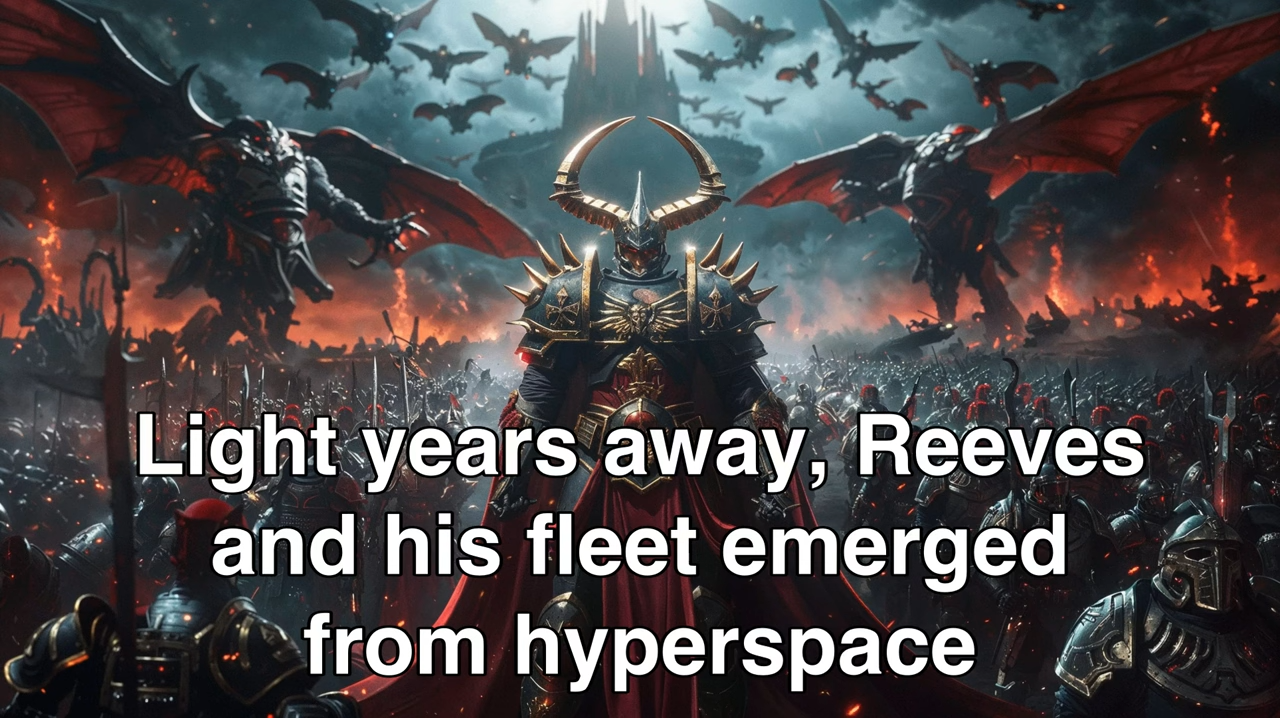 Light years away, Reeves
and his fleet emerged
from hyperspace